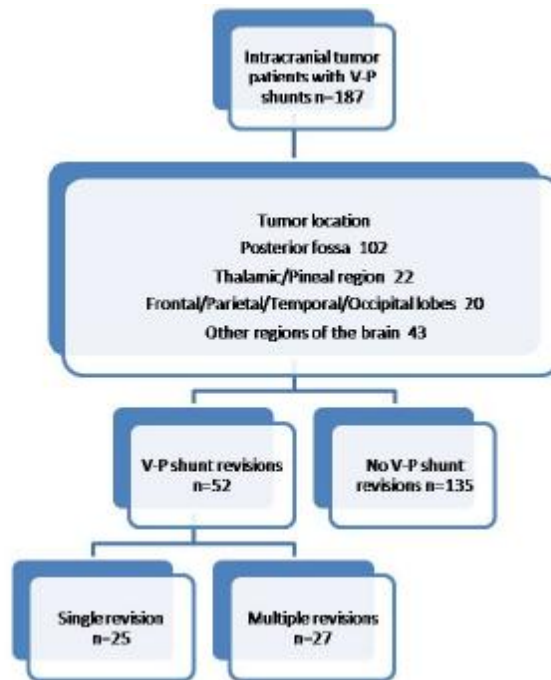 Intracranial tumor
patients with V-P
shunts n=187
Tumor location
Posterior fossa 102
Thalamic/Pineal region 22
Frontal/Parietal/Temporal/Occipital lobes 20
Other regions of the brain 43
V-P shunt revisions
n=52
No V-P shunt
revisions n=135
Single revision
n=25
Multiple revisions
n=27